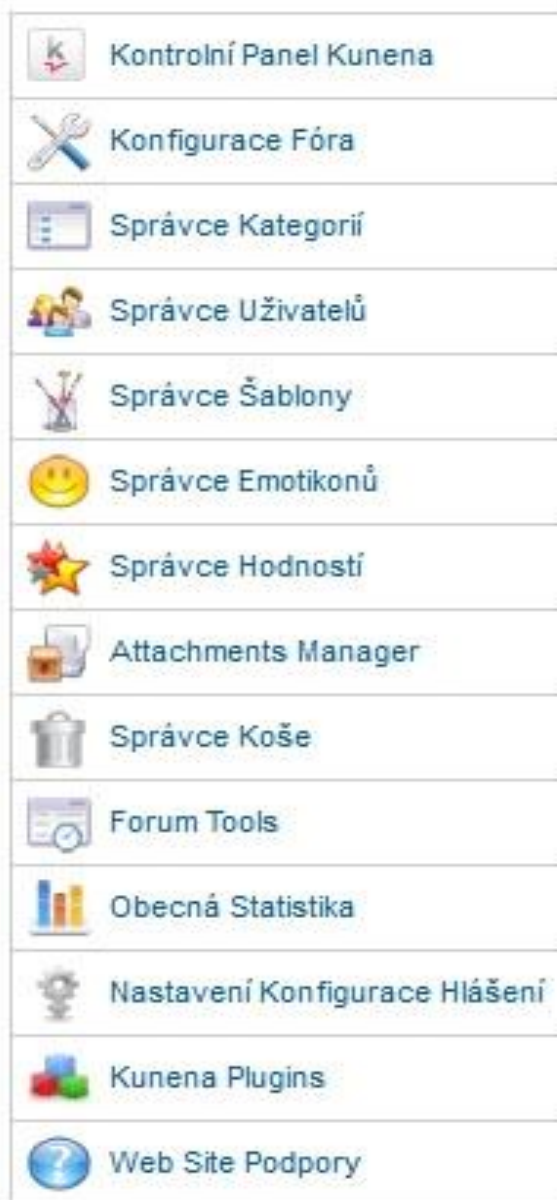 Kontrolní Panel Kunena
Konfigurace Fóra
Správce Kategorií
Správce Uživatelů
Správce Šablony
Správce Emotikonů
Správce Hodností
Attachments Manager
Správce Koše
Forum Tools
Obecná Statistika
Nastavení Konfigurace Hlášení
Kunena Plugins
Web Site Podpory